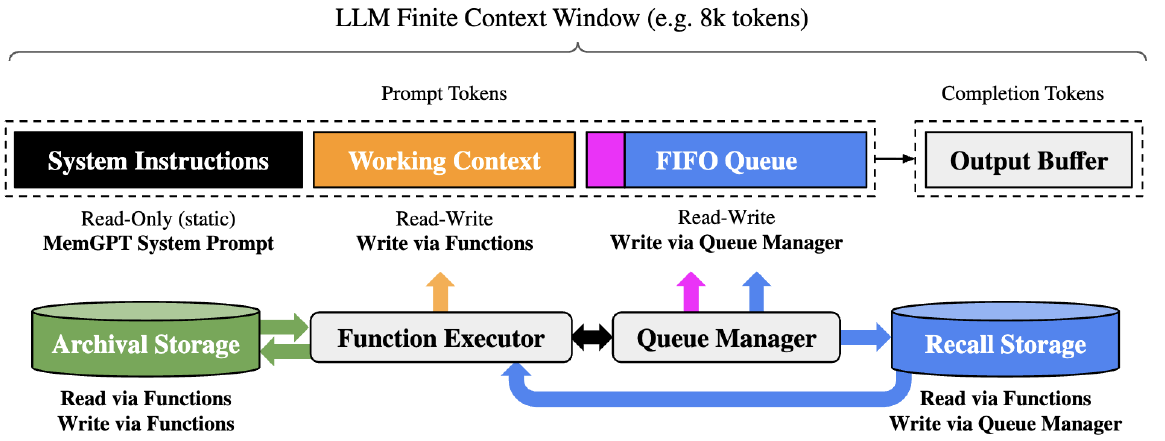 LLM Finite Context Window (e.g. 8k tokens)
Prompt Tokens
Completion Tokens
System Instructions
Working Context
FIFO Queue
Output Buffer
Read-Only (static)
MemGPT System Prompt
Read-Write
Write via Functions
Read-Write
Write via Queue Manager
Archival Storage
Function Executor
Queue Manager
Recall Storage
Read via Functions
Write via Functions
Read via Functions
Write via Queue Manager